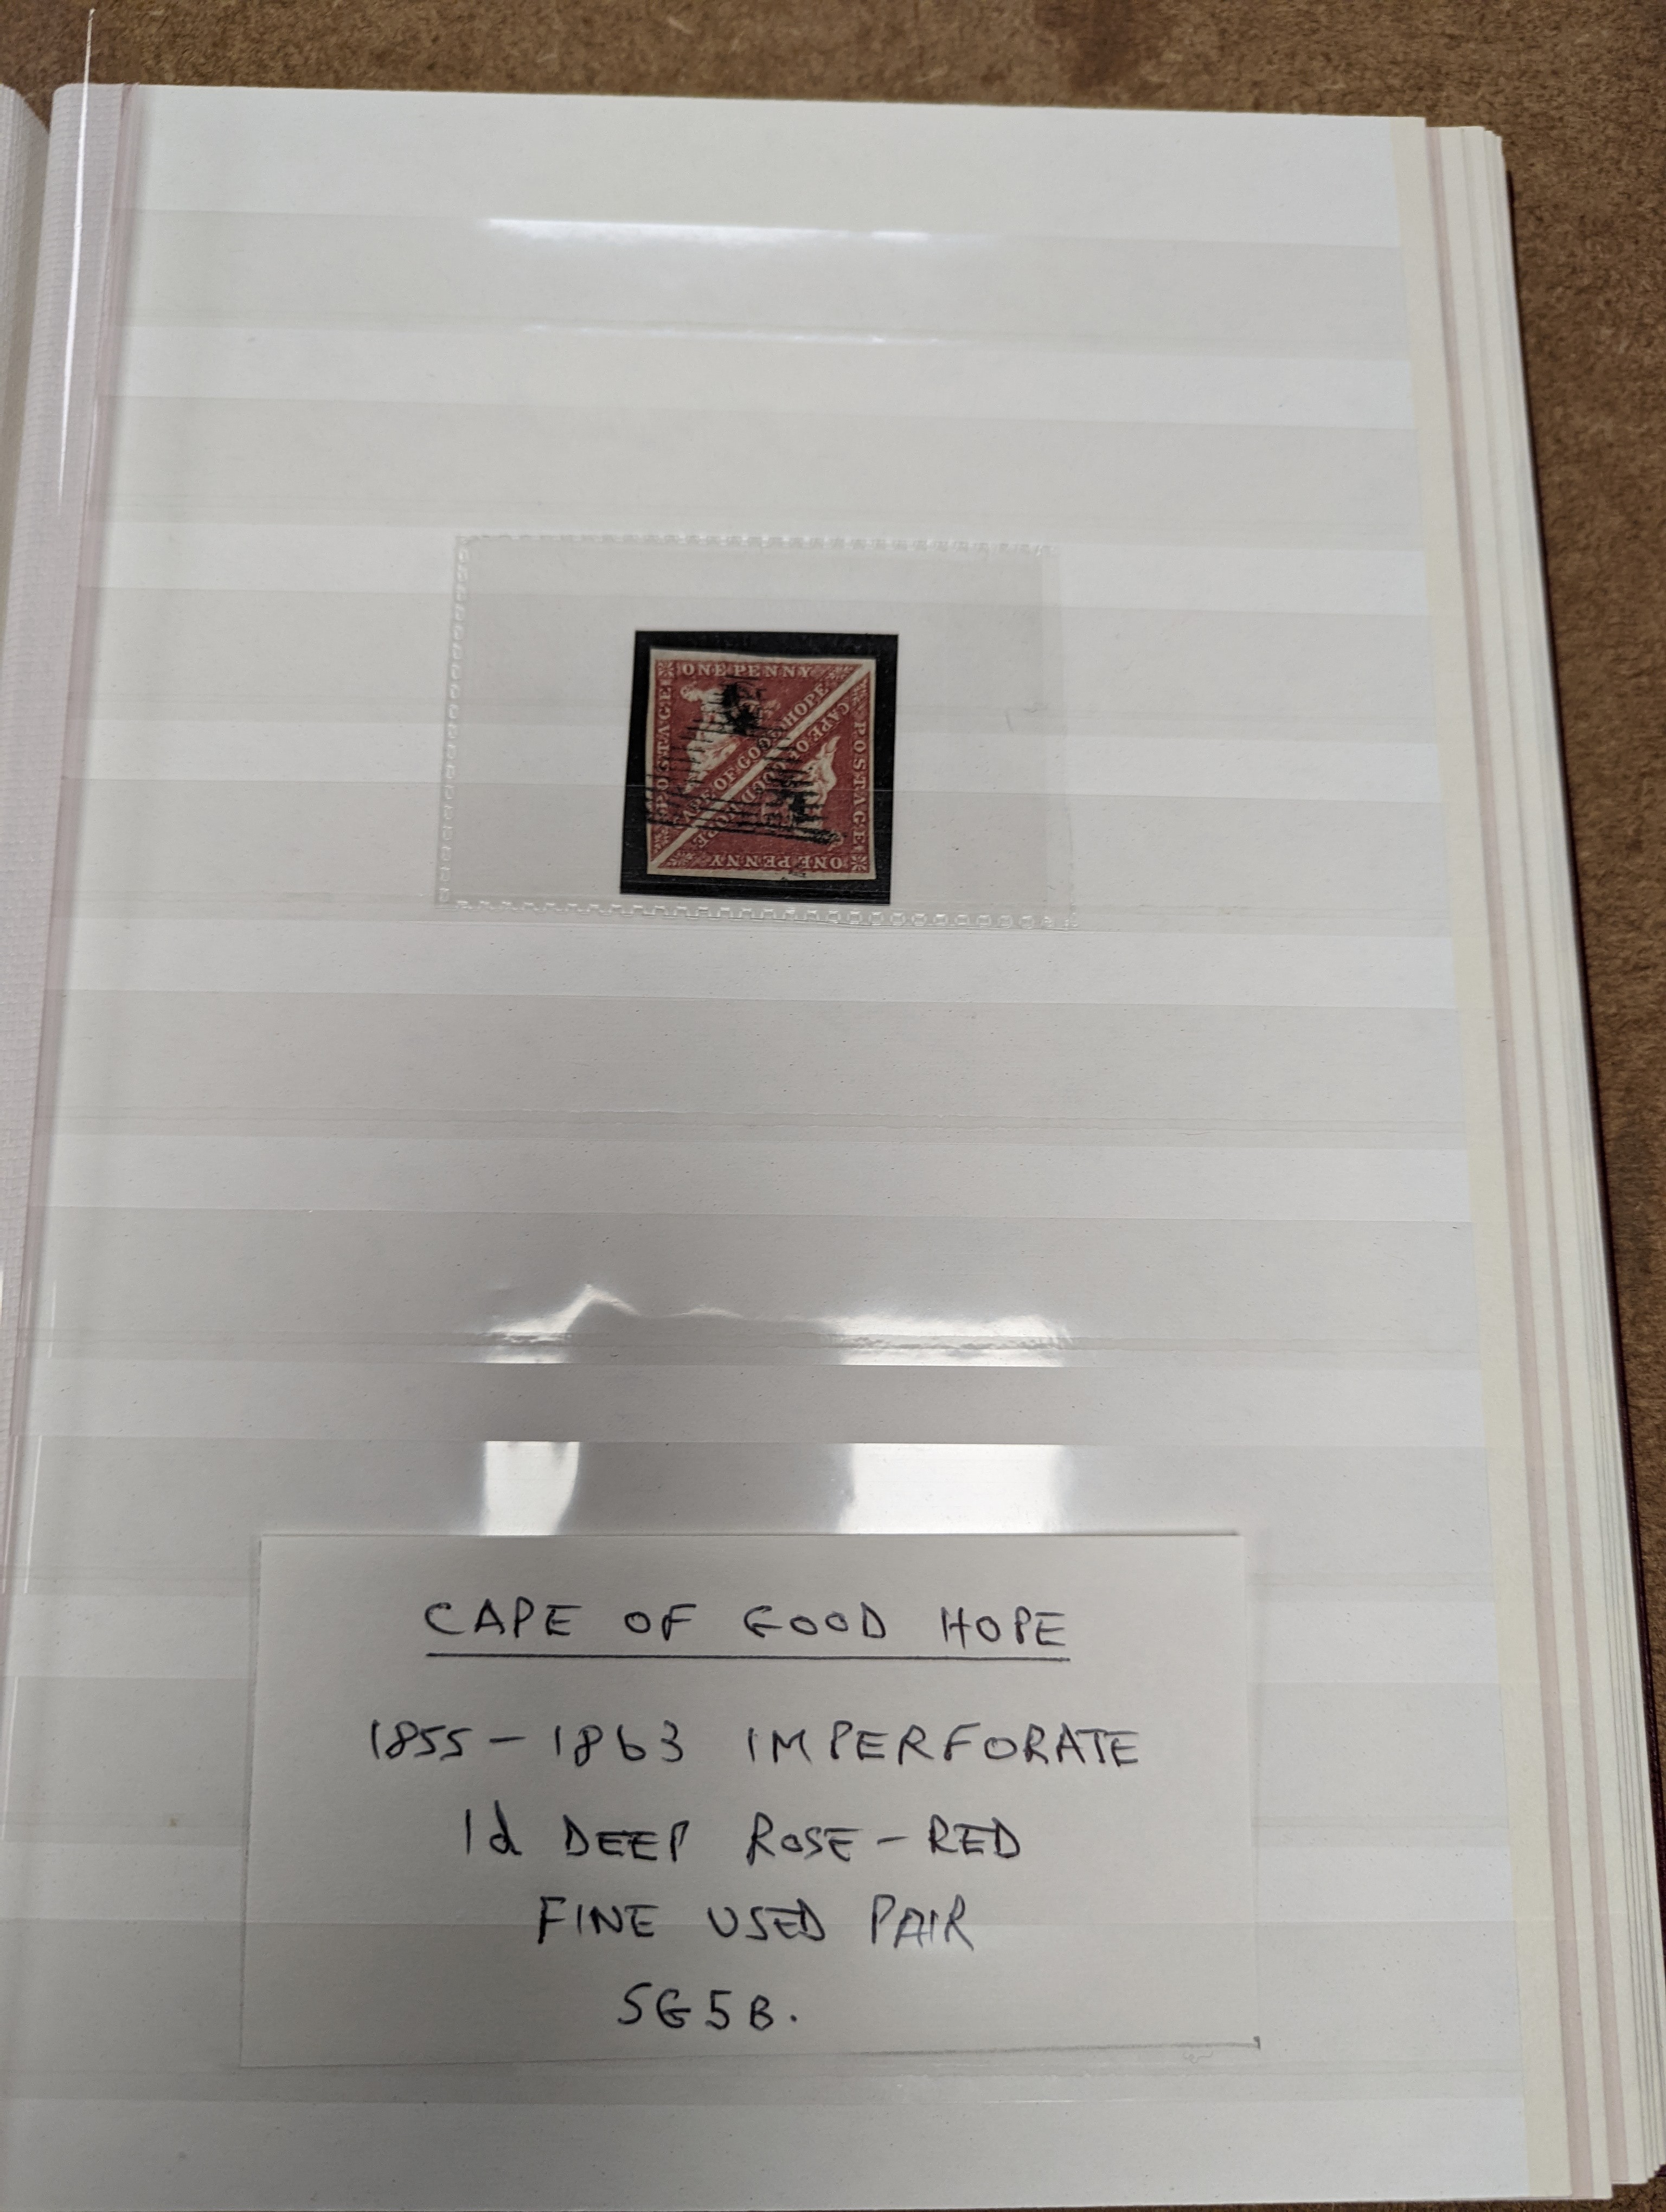 ONE PENNY
POSTAGE
CAPE OF GOOD HOPE
CAPE OF GOOD HOPE
POSTAGE
ONE PENNY
CAPE OF GOOD HOPE
1855 - 1863 IMPERFORATE
1d DEEP ROSE - RED
FINE USED PAIR
SG5B.